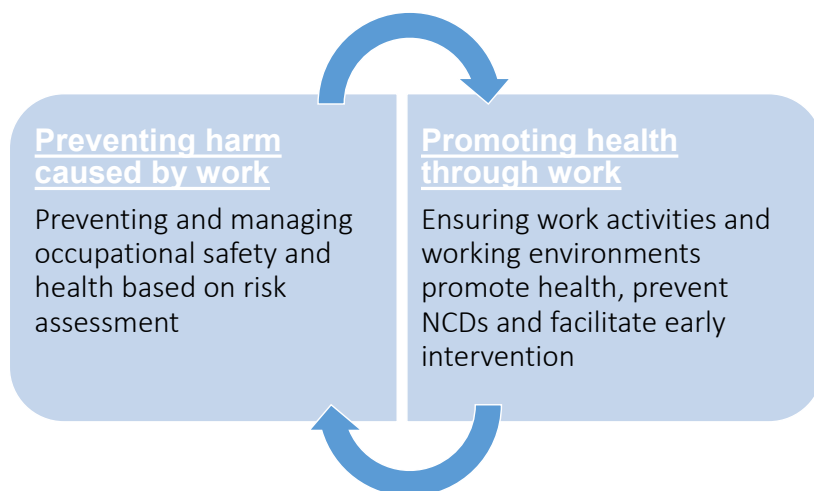 Preventing harm
caused by work
Preventing and managing
occupational safety and
health based on risk
assessment
Promoting health
through work
Ensuring work activities and
working environments
promote health, prevent
NCDs and facilitate early
intervention